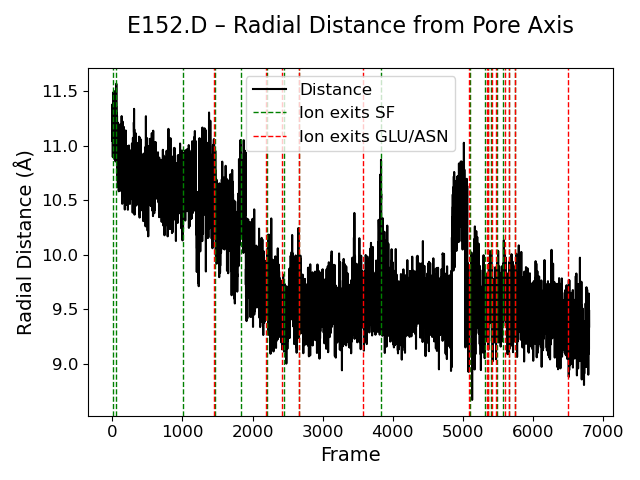 E152.D – Radial Distance from Pore Axis
Distance
Ion exits SF
Ion exits GLU/ASN
Radial Distance (Å)
11.5
11.0
10.5
10.0
9.5
9.0
0 1000 2000 3000 4000 5000 6000 7000
Frame